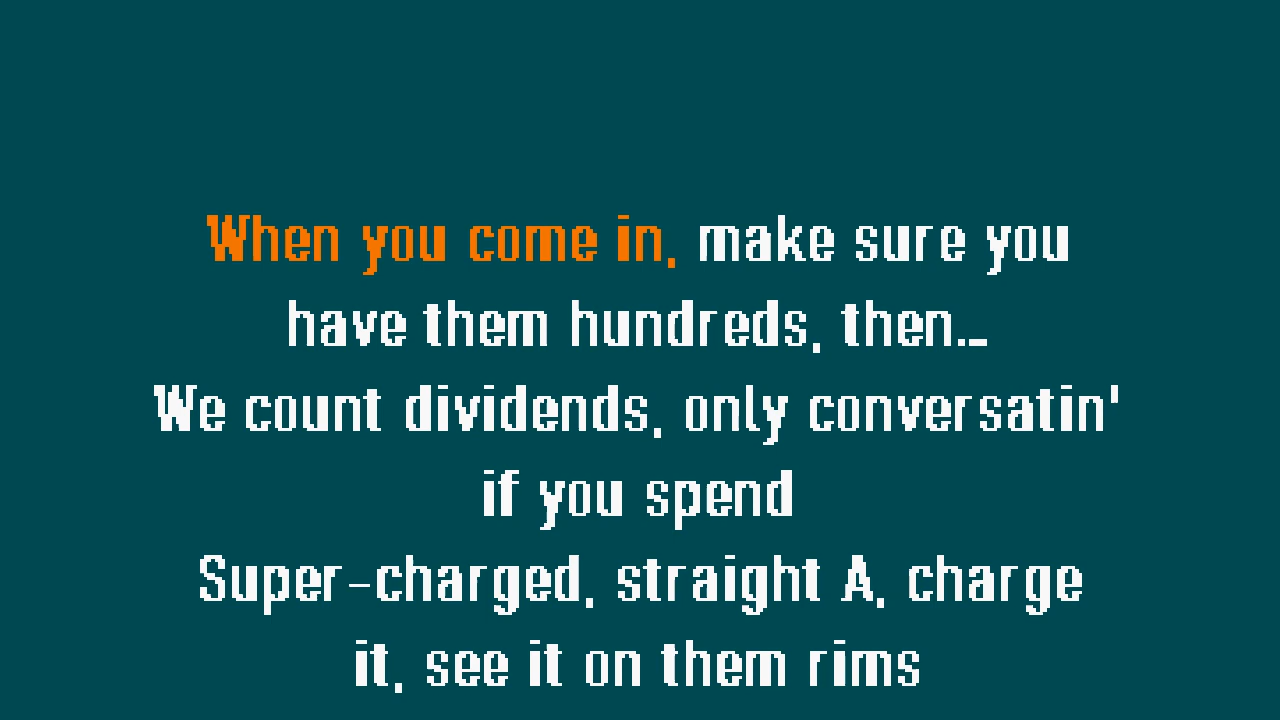 When you come in, make sure you
have them hundreds, then...
We count dividends, only conversatin'
if you spend
Super-charged, straight A, charge
it, see it on them rims